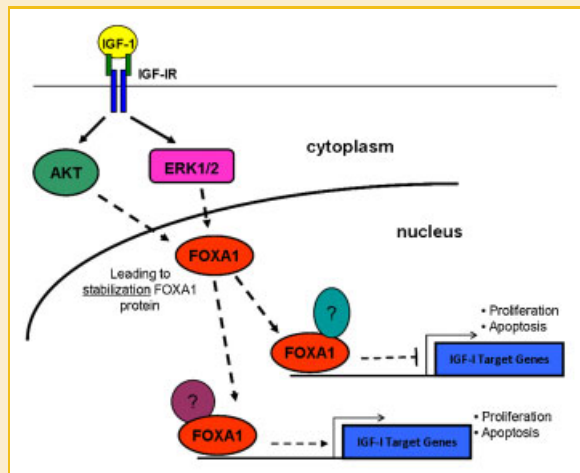 IGF-1
IGF-IR
cytoplasm
AKT
ERK1/2
nucleus
FOXA1
Leading to
stabilization FOXA1
protein
?
• Proliferation
• Apoptosis
FOXA1
IGF-I Target Genes
?
• Proliferation
• Apoptosis
FOXA1
IGF-I Target Genes